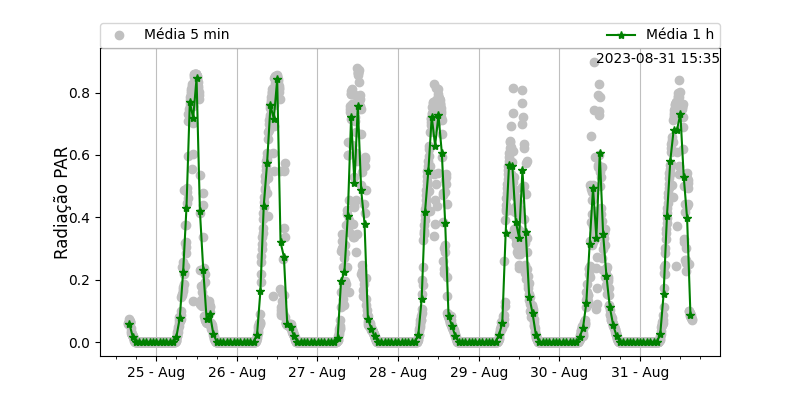 Média 5 min
Média 1 h
2023-08-31 15:35
Radiação PAR
0.8
0.6
0.4
0.2
0.0
25 - Aug
26 - Aug
27 - Aug
28 - Aug
29 - Aug
30 - Aug
31 - Aug